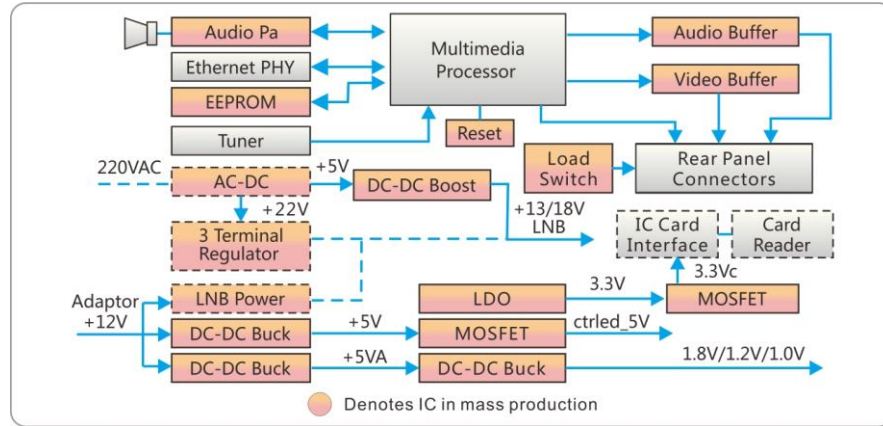 Audio Pa
Ethernet PHY
EEPROM
Tuner
Multimedia
Processor
Reset
Audio Buffer
Video Buffer
Load
Switch
Rear Panel
Connectors
220VAC
AC-DC
+5V
DC-DC Boost
+22V
3 Terminal
Regulator
+13/18V
LNB
IC Card
Interface
Card
Reader
3.3Vc
Adaptor
+12V
LNB Power
LDO
3.3V
MOSFET
DC-DC Buck
+5V
MOSFET
ctrled_5V
DC-DC Buck
+5VA
DC-DC Buck
1.8V/1.2V/1.0V
Denotes IC in mass production